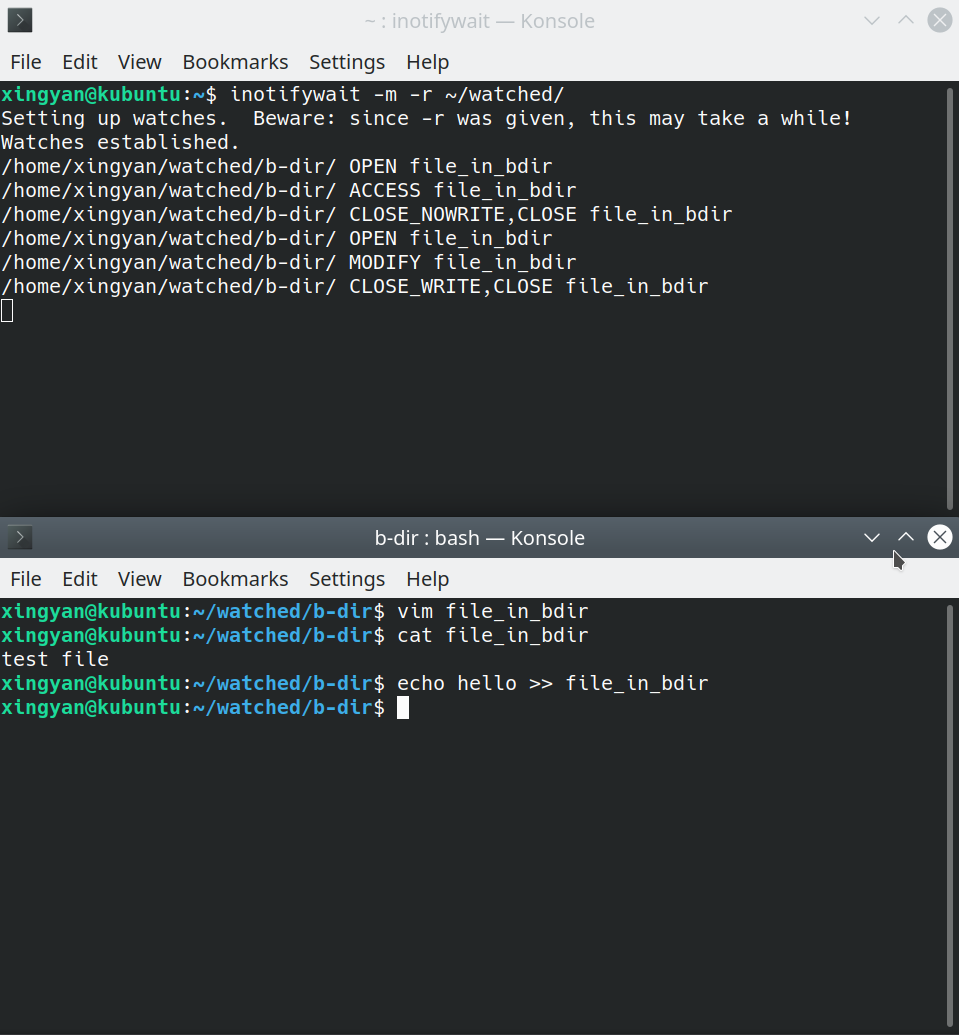 ~ : inotifywait — Konsole
File Edit View Bookmarks Settings Help
xingyan@kubuntu:~$ inotifywait -m -r ~/watched/
Setting up watches.  Beware: since -r was given, this may take a while!
Watches established.
/home/xingyan/watched/b-dir/ OPEN file_in_bdir
/home/xingyan/watched/b-dir/ ACCESS file_in_bdir
/home/xingyan/watched/b-dir/ CLOSE_NOWRITE,CLOSE file_in_bdir
/home/xingyan/watched/b-dir/ OPEN file_in_bdir
/home/xingyan/watched/b-dir/ MODIFY file_in_bdir
/home/xingyan/watched/b-dir/ CLOSE_WRITE,CLOSE file_in_bdir
b-dir : bash — Konsole
File Edit View Bookmarks Settings Help
xingyan@kubuntu:~/watched/b-dir$ vim file_in_bdir
xingyan@kubuntu:~/watched/b-dir$ cat file_in_bdir
test file
xingyan@kubuntu:~/watched/b-dir$ echo hello >> file_in_bdir
xingyan@kubuntu:~/watched/b-dir$